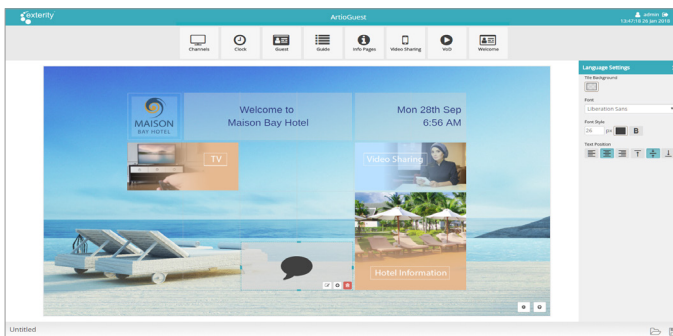 exterity
ArtioGuest
admin
13:47:18 26 Jan 2016
Channels
Clock
Guest
Guide
Info Pages
Video Sharing
VoD
Welcome
Language Settings
Tile Background
Font
Liberation Sans
Font Style
36 px B
Text Position
MAISON
BAY HOTEL
Welcome to
Maison Bay Hotel
Mon 28th Sep
6:56 AM
TV
Video Sharing
Hotel Information
Untitled